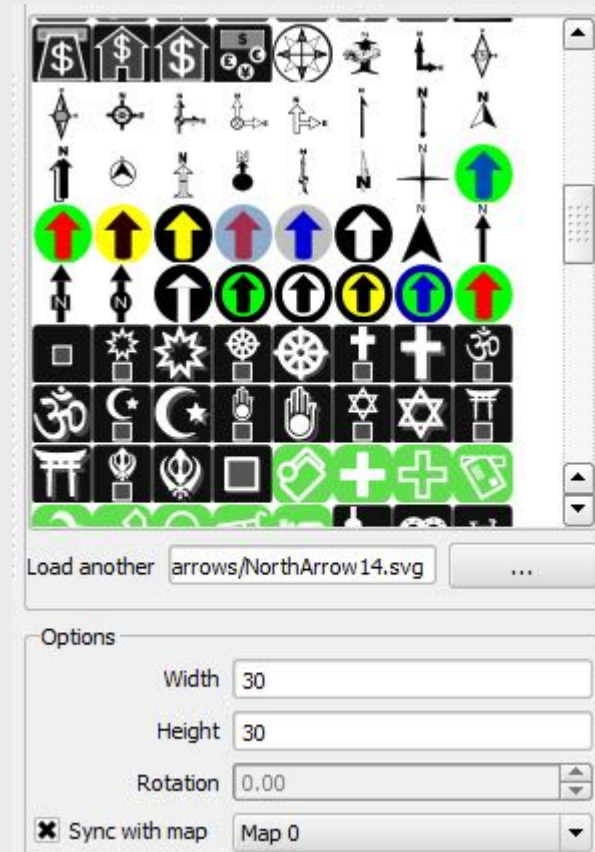 Load another arrows/NorthArrow14.svg ...
Options
Width 30
Height 30
Rotation 0.00
Sync with map Map 0